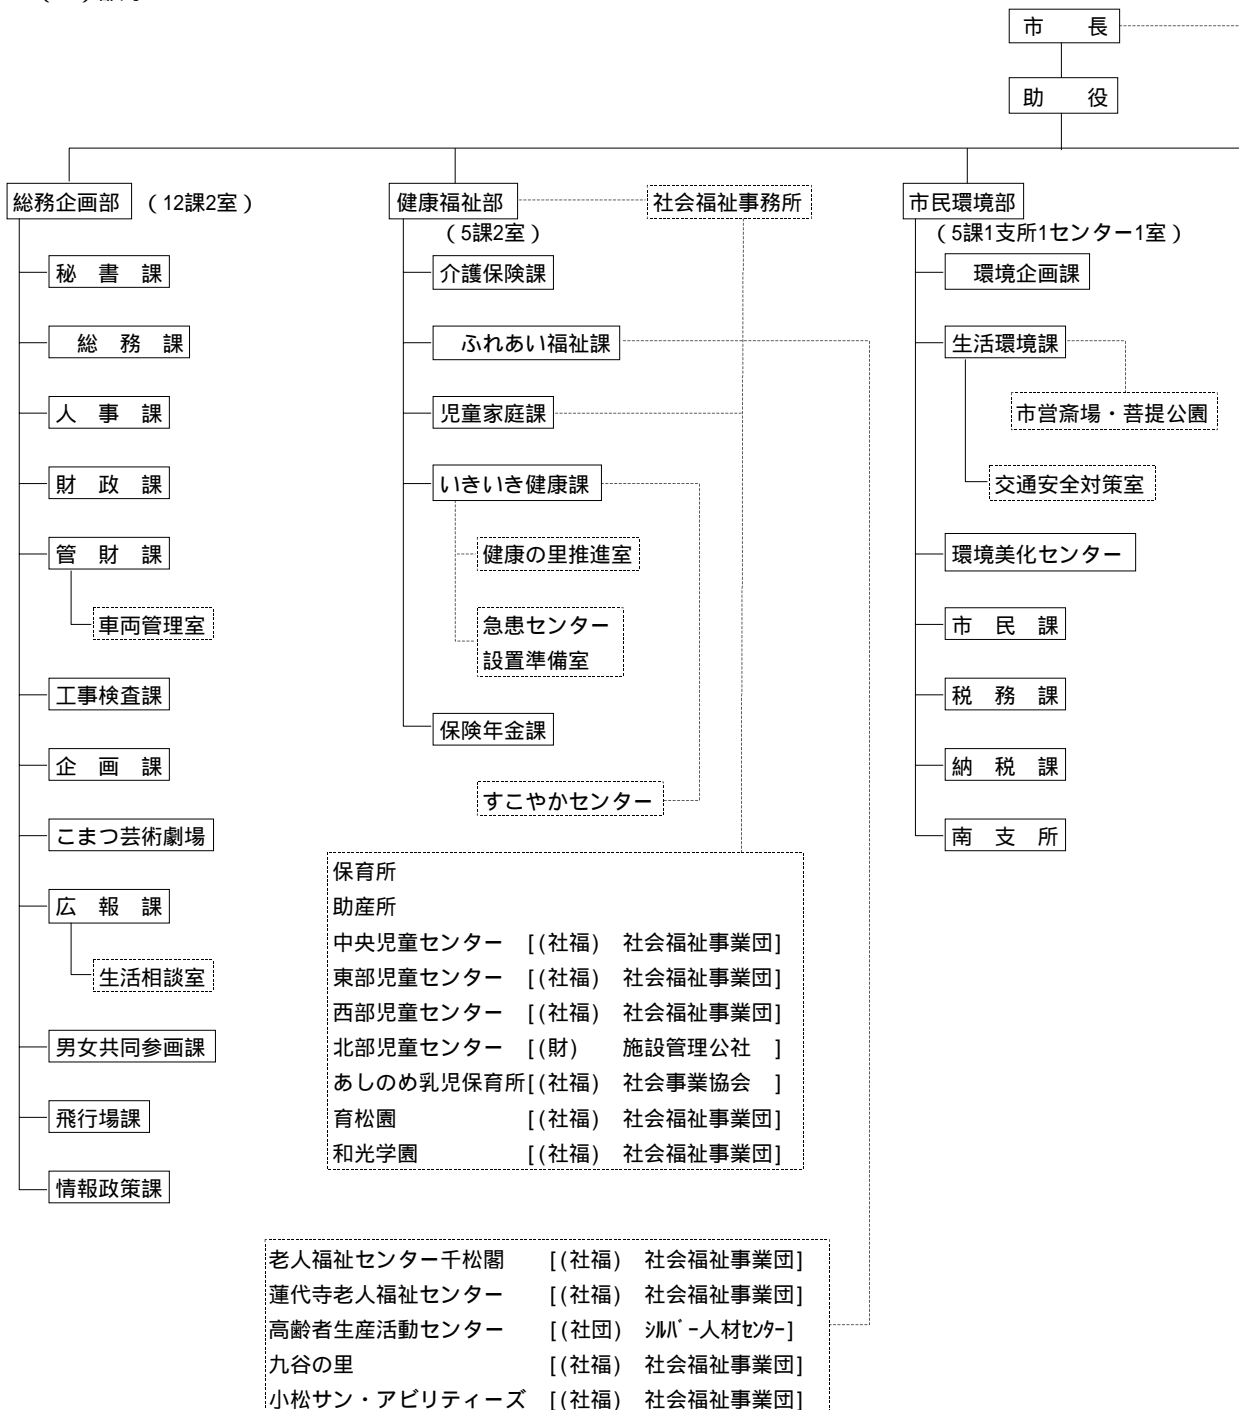 市　長
助　役
総務企画部　（12課2室）
秘　書　課
総　務　課
人　事　課
財　政　課
管　財　課
車両管理室
工事検査課
企　画　課
こまつ芸術劇場
広　報　課
生活相談室
男女共同参画課
飛行場課
情報政策課
健康福祉部
（5課2室）
社会福祉事務所
介護保険課
ふれあい福祉課
児童家庭課
いきいき健康課
健康の里推進室
急患センター
設置準備室
保険年金課
すこやかセンター
保育所
助産所
中央児童センター　[(社福)　社会福祉事業団]
東部児童センター　[(社福)　社会福祉事業団]
西部児童センター　[(社福)　社会福祉事業団]
北部児童センター　[(財)　施設管理公社　]
あしのめ乳児保育所[(社福)　社会事業協会　]
育松園　[(社福)　社会福祉事業団]
和光学園　[(社福)　社会福祉事業団]
老人福祉センター千松閣　[(社福)　社会福祉事業団]
蓮代寺老人福祉センター　[(社福)　社会福祉事業団]
高齢者生産活動センター　[(社団)　ｼﾙﾊﾞｰ人材ｾﾝﾀｰ]
九谷の里　[(社福)　社会福祉事業団]
小松サン・アビリティーズ　[(社福)　社会福祉事業団]
市民環境部
（5課1支所1センター1室）
環境企画課
生活環境課
市営斎場・菩提公園
交通安全対策室
環境美化センター
市　民　課
税　務　課
納　税　課
南　支　所